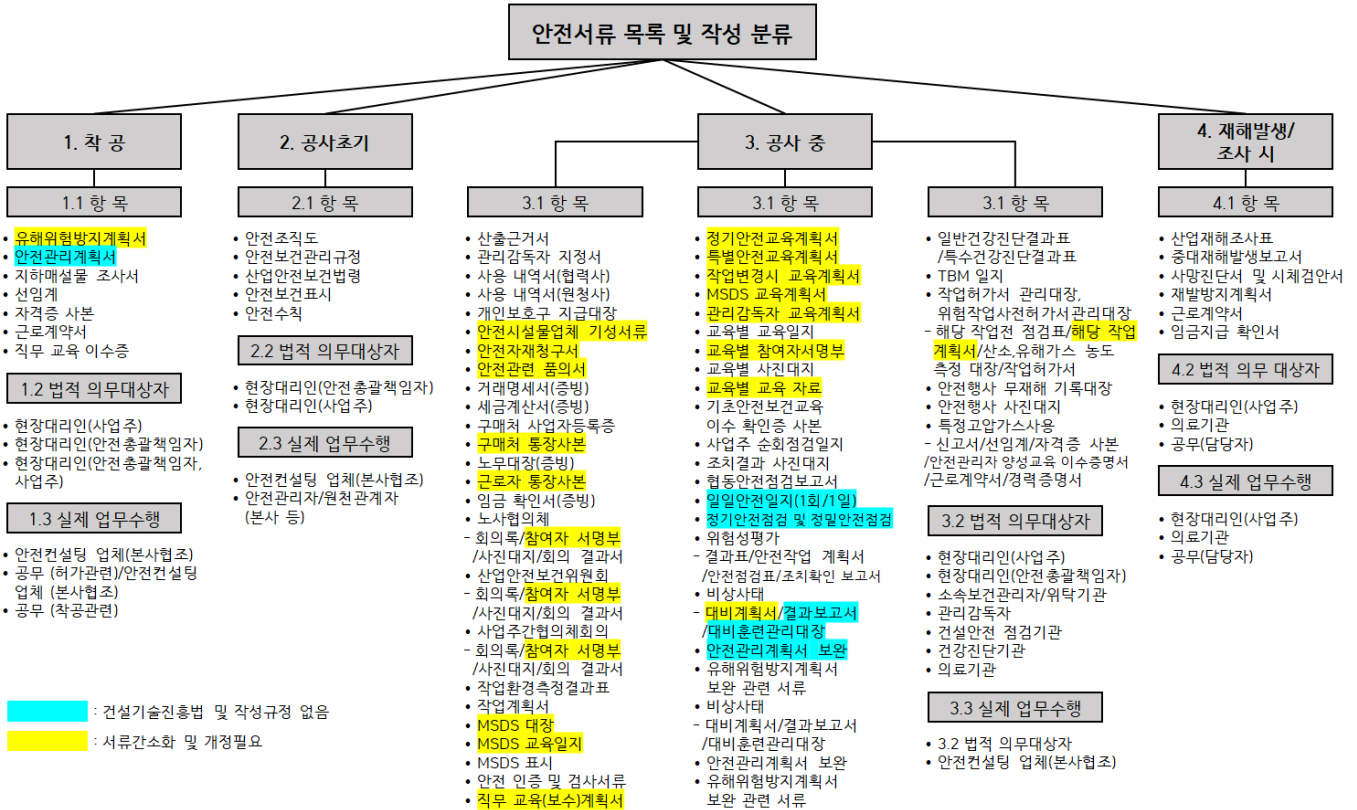 안전서류 목록 및 작성 분류
1. 착 공
1.1 항 목
• 유해위험방지계획서
• 안전관리계획서
• 지하매설물 조사서
• 선임계
• 자격증 사본
• 근로계약서
• 직무 교육 이수증
1.2 법적 의무대상자
• 현장대리인(사업주)
• 현장대리인(안전총괄책임자)
• 현장대리인(안전총괄책임자,
사업주)
1.3 실제 업무수행
• 안전컨설팅 업체(본사협조)
• 공무 (허가관련)/안전컨설팅
업체 (본사협조)
• 공무 (착공관련)
: 건설기술진흥법 및 작성규정 없음
: 서류간소화 및 개정필요
2. 공사초기
2.1 항 목
• 안전조직도
• 안전보건관리규정
• 산업안전보건법령
• 안전보건표시
• 안전수칙
2.2 법적 의무대상자
• 현장대리인(안전총괄책임자)
• 현장대리인(사업주)
2.3 실제 업무수행
• 안전컨설팅 업체(본사협조)
• 안전관리자/원천관계자
(본사 등)
3. 공사 중
3.1 항 목
• 산출근거서
• 관리감독자 지정서
• 사용 내역서(협력사)
• 사용 내역서(원청사)
• 개인보호구 지급대장
• 안전시설물업체 기성서류
• 안전자재청구서
• 안전관련 품의서
• 거래명세서(증빙)
• 세금계산서(증빙)
• 구매처 사업자등록증
• 구매처 통장사본
• 노무대장(증빙)
• 근로자 통장사본
• 임금 확인서(증빙)
• 노사협의체
- 회의록/참여자 서명부
/사진대지/회의 결과서
• 산업안전보건위원회
- 회의록/참여자 서명부
/사진대지/회의 결과서
• 사업주간협의체회의
- 회의록/참여자 서명부
/사진대지/회의 결과서
• 작업환경측정결과표
• 작업계획서
• MSDS 대장
• MSDS 교육일지
• MSDS 표시
• 안전 인증 및 검사서류
• 직무 교육(보수)계획서
3.1 항 목
• 정기안전교육계획서
• 특별안전교육계획서
• 작업변경시 교육계획서
• MSDS 교육계획서
• 관리감독자 교육계획서
• 교육별 교육일지
• 교육별 참여자서명부
• 교육별 사진대지
• 교육별 교육 자료
• 기초안전보건교육
이수 확인증 사본
• 사업주 순회점검일지
• 조치결과 사진대지
• 협동안전점검보고서
• 일일안전일지(1회/1일)
• 정기안전점검 및 정밀안전점검
• 위험성평가
- 결과표/안전작업 계획서
/안전점검표/조치확인 보고서
• 비상사태
- 대비계획서/결과보고서
/대비훈련관리대장
• 안전관리계획서 보완
• 유해위험방지계획서
보완 관련 서류
• 비상사태
- 대비계획서/결과보고서
/대비훈련관리대장
• 안전관리계획서 보완
• 유해위험방지계획서
보완 관련 서류
3.1 항 목
• 일반건강진단결과표
/특수건강진단결과표
• TBM 일지
• 작업허가서 관리대장,
위험작업사전허가서관리대장
- 해당 작업전 점검표/해당 작업
계획서/산소,유해가스 농도
측정 대장/작업허가서
• 안전행사 무재해 기록대장
• 안전행사 사진대지
• 특정고압가스사용
- 신고서/선임계/자격증 사본
/안전관리자 양성교육 이수증명서
/근로계약서/경력증명서
3.2 법적 의무대상자
• 현장대리인(사업주)
• 현장대리인(안전총괄책임자)
• 소속보건관리자/위탁기관
• 관리감독자
• 건설안전 점검기관
• 건강진단기관
• 의료기관
3.3 실제 업무수행
• 3.2 법적 의무대상자
• 안전컨설팅 업체(본사협조)
4. 재해발생/
조사 시
4.1 항 목
• 산업재해조사표
• 중대재해발생보고서
• 사망진단서 및 시체검안서
• 재발방지계획서
• 근로계약서
• 임금지급 확인서
4.2 법적 의무 대상자
• 현장대리인(사업주)
• 의료기관
• 공무(담당자)
4.3 실제 업무수행
• 현장대리인(사업주)
• 의료기관
• 공무(담당자)